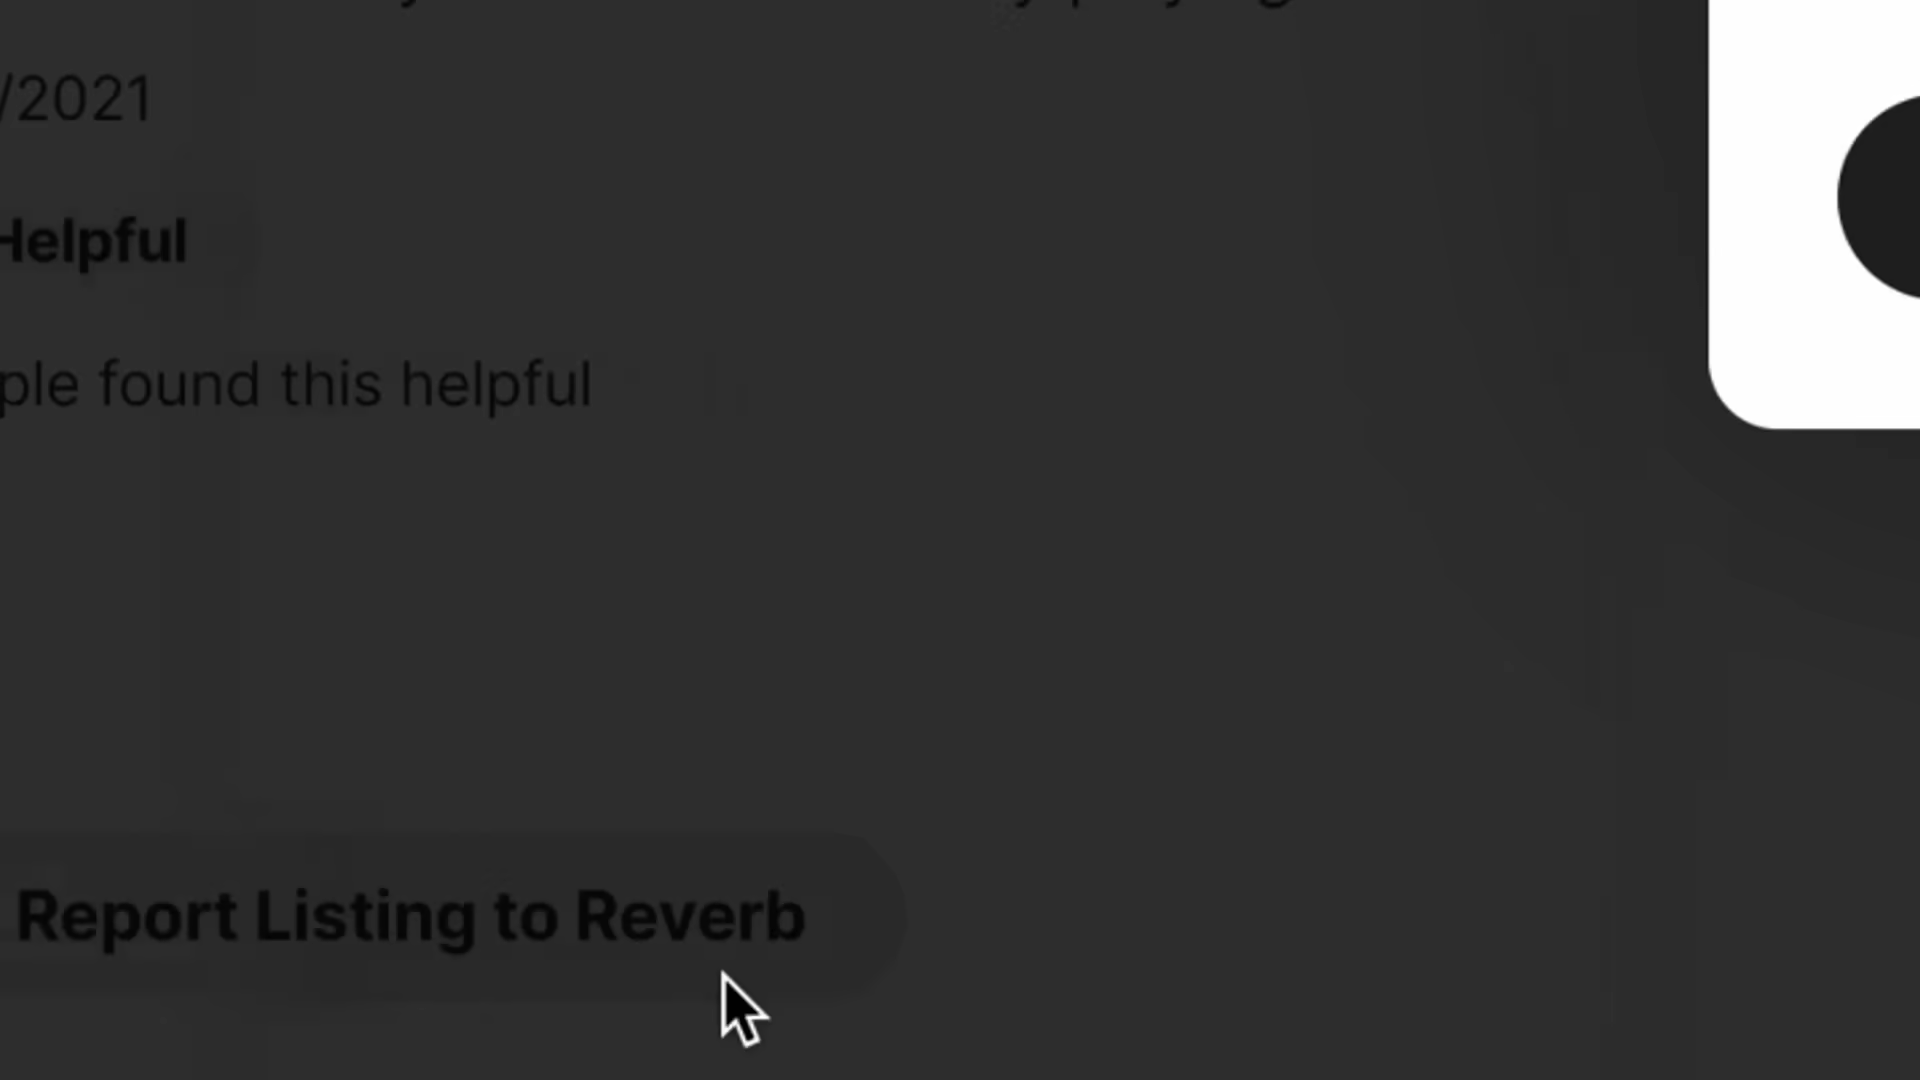 /2021
Helpful
ple found this helpful
Report Listing to Reverb